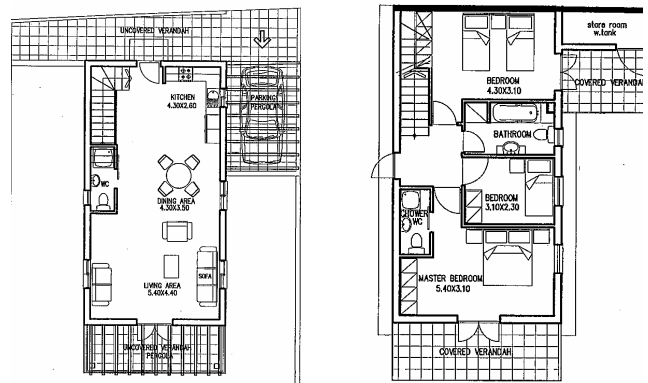 UNCOVERED VERANDAH
KITCHEN
4.30X2.60
PARKING
PERGOLA
WC
DINING AREA
4.30X3.50
LIVING AREA
5.40X4.40
SOFA
UNCOVERED VERANDAH
PERGOLA
store room
w.tank
BEDROOM
4.30X3.10
COVERED VERANDAH
BATHROOM
BEDROOM
3.10X2.30
SHOWER
WC
MASTER BEDROOM
5.40X3.10
COVERED VERANDAH